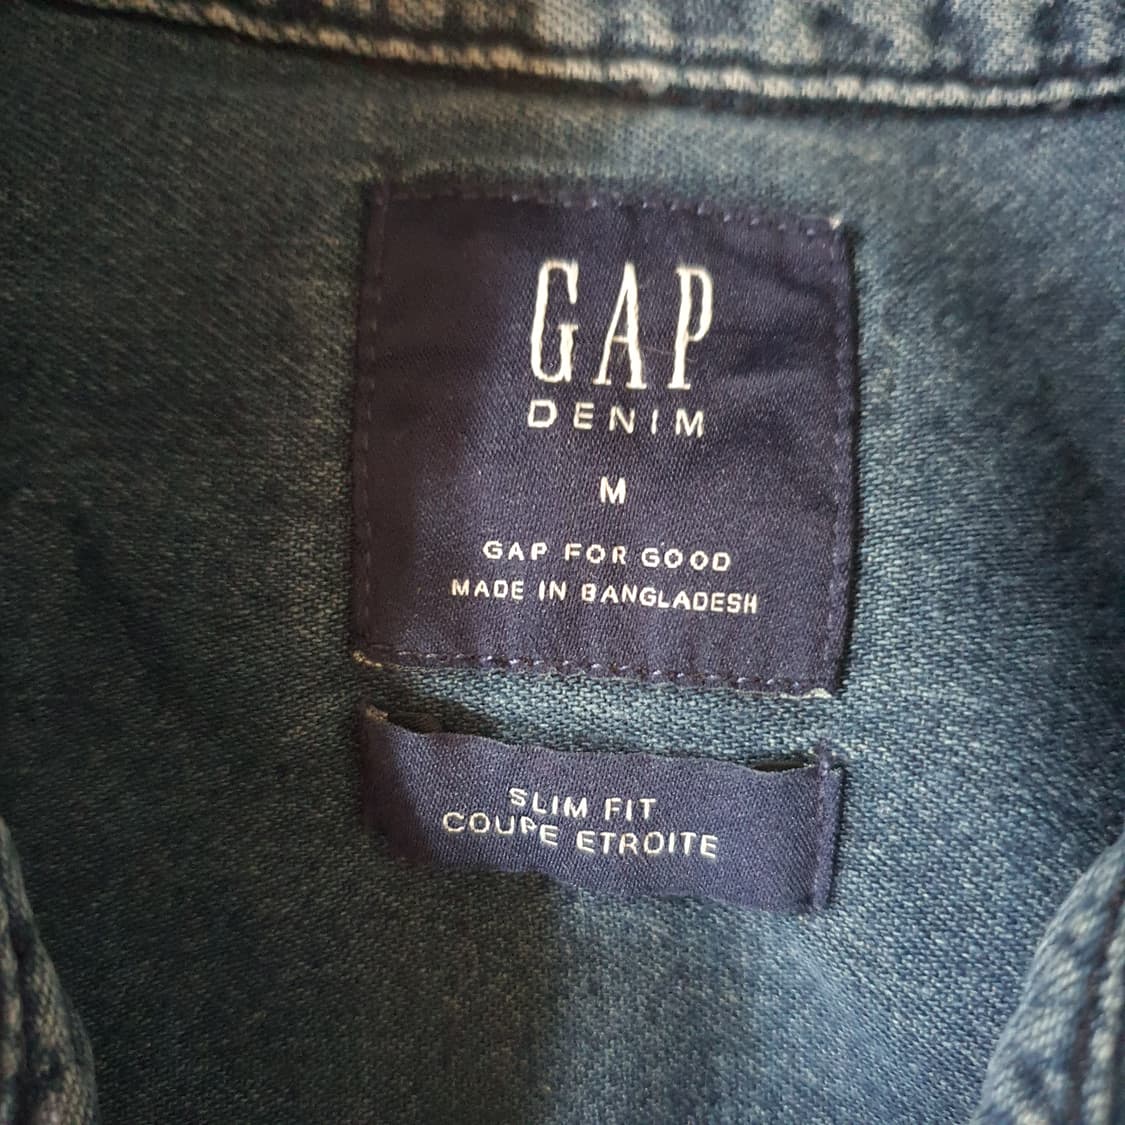 GAP
DENIM
M
GAP FOR GOOD
MADE IN BANGLADESH
SLIM FIT
COUPE ETROITE